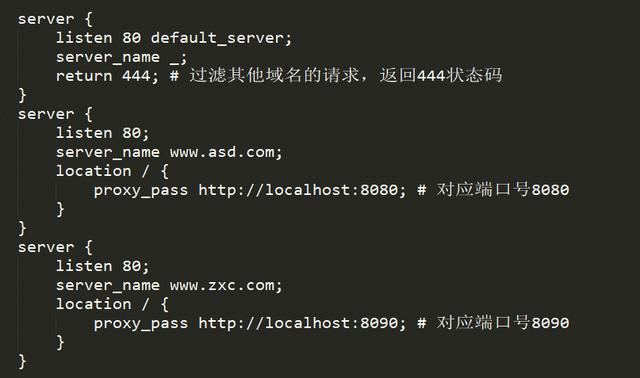 server {
    listen 80 default_server;
    server_name _;
    return 444; # 过滤其他域名的请求，返回444状态码
}
server {
    listen 80;
    server_name www.asd.com;
    location / {
        proxy_pass http://localhost:8080; # 对应端口号8080
    }
}
server {
    listen 80;
    server_name www.zxc.com;
    location / {
        proxy_pass http://localhost:8090; # 对应端口号8090
    }
}